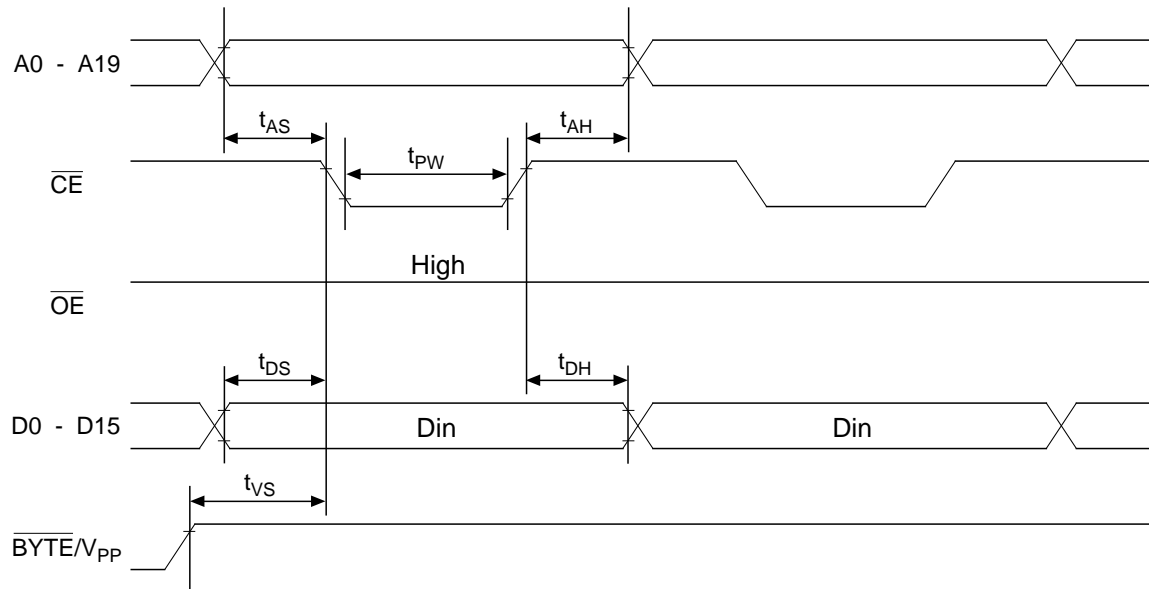 A0 - A19
tAS
tAH
tPW
CE
High
OE
tDS
tDH
D0 - D15
Din
Din
tVS
BYTE/VPP